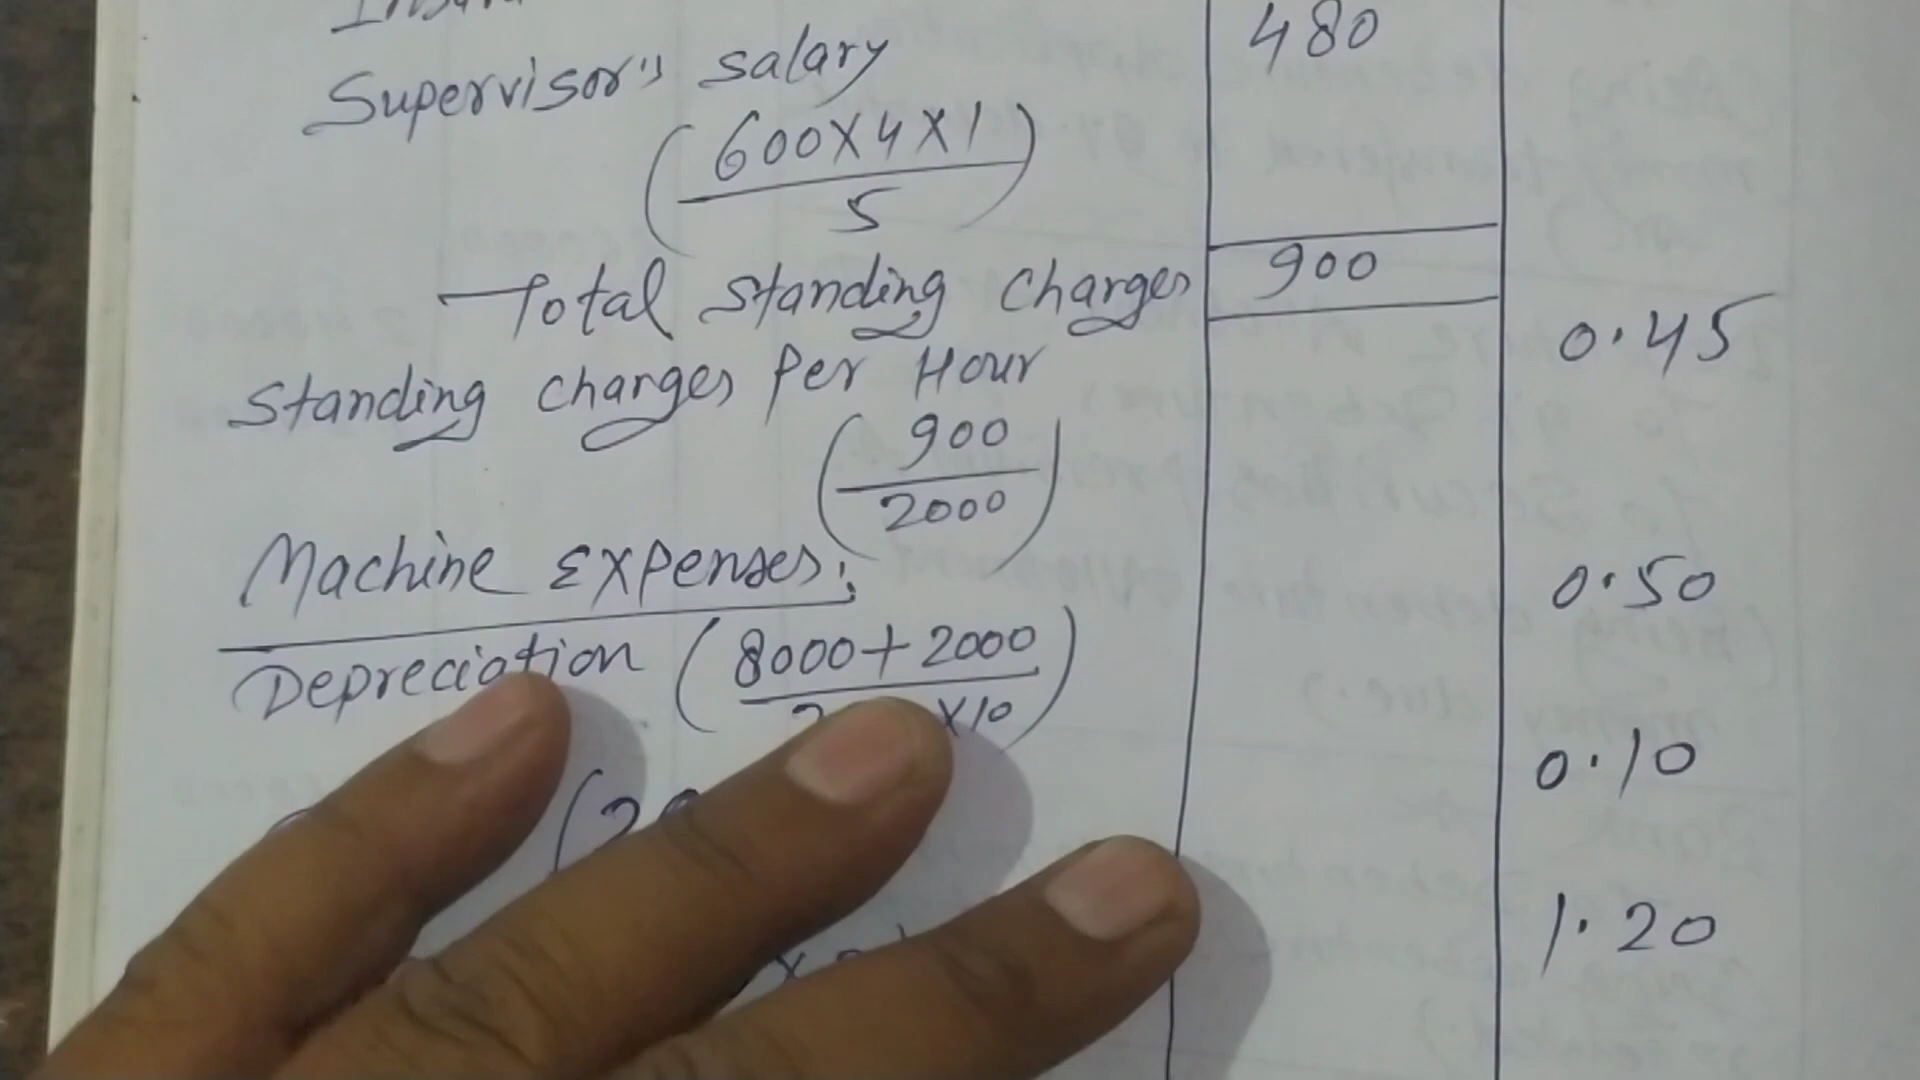 Supervisor's salary 480
(600X4X1
5)
Total standing charges 900
Standing charges Per Hour 0.45
(900
2000)
Machine expenses:
Depreciation (8000+2000 0.50
X10)
0.10
1.20